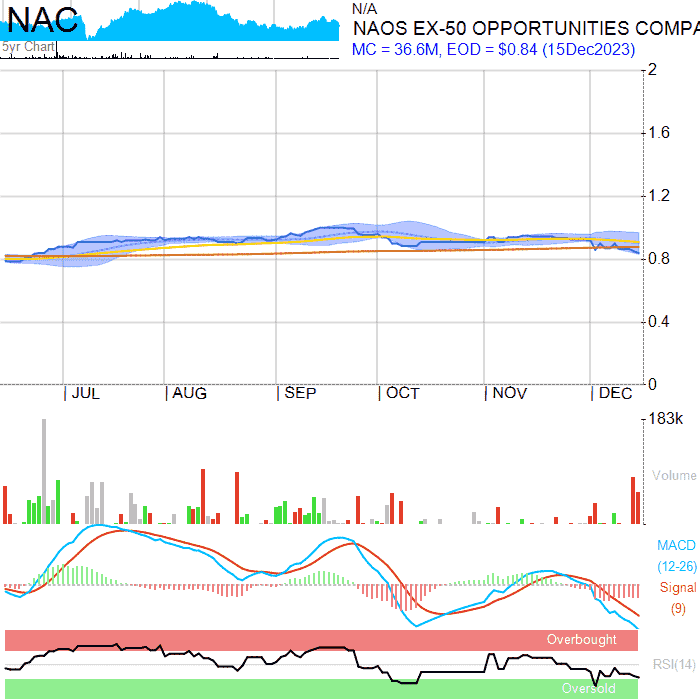 NAC
5yr Chart
N/A
NAOS EX-50 OPPORTUNITIES COMPA
MC = 36.6M, EOD = $0.84 (15Dec2023)
2
1.6
1.2
0.8
0.4
0
JUL AUG SEP OCT NOV DEC
183k
Volume
MACD
(12-26)
Signal
(9)
Overbought
RSI(14)
Oversold